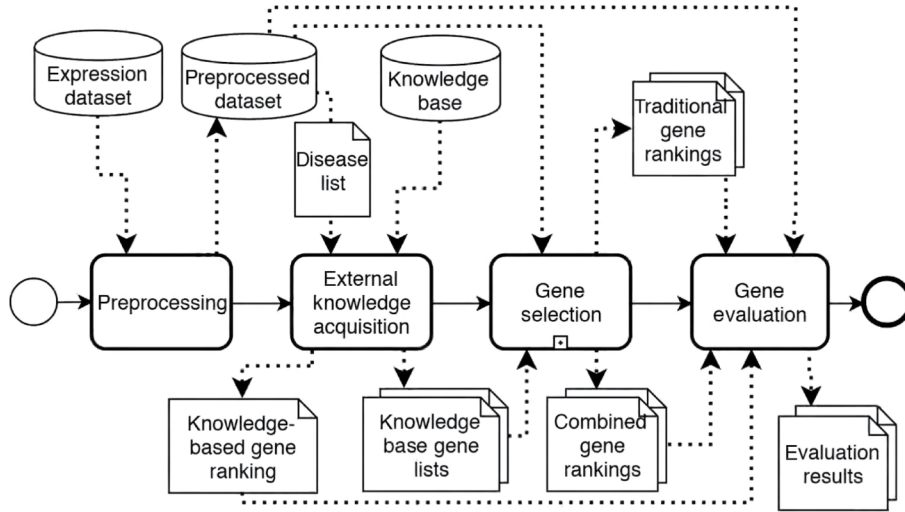 Expression
dataset
Preprocessed
dataset
Knowledge
base
Traditional
gene
rankings
Disease
list
Preprocessing
External
knowledge
acquisition
Gene
selection
Gene
evaluation
Knowledge-
based gene
ranking
Knowledge
base gene
lists
Combined
gene
rankings
Evaluation
results